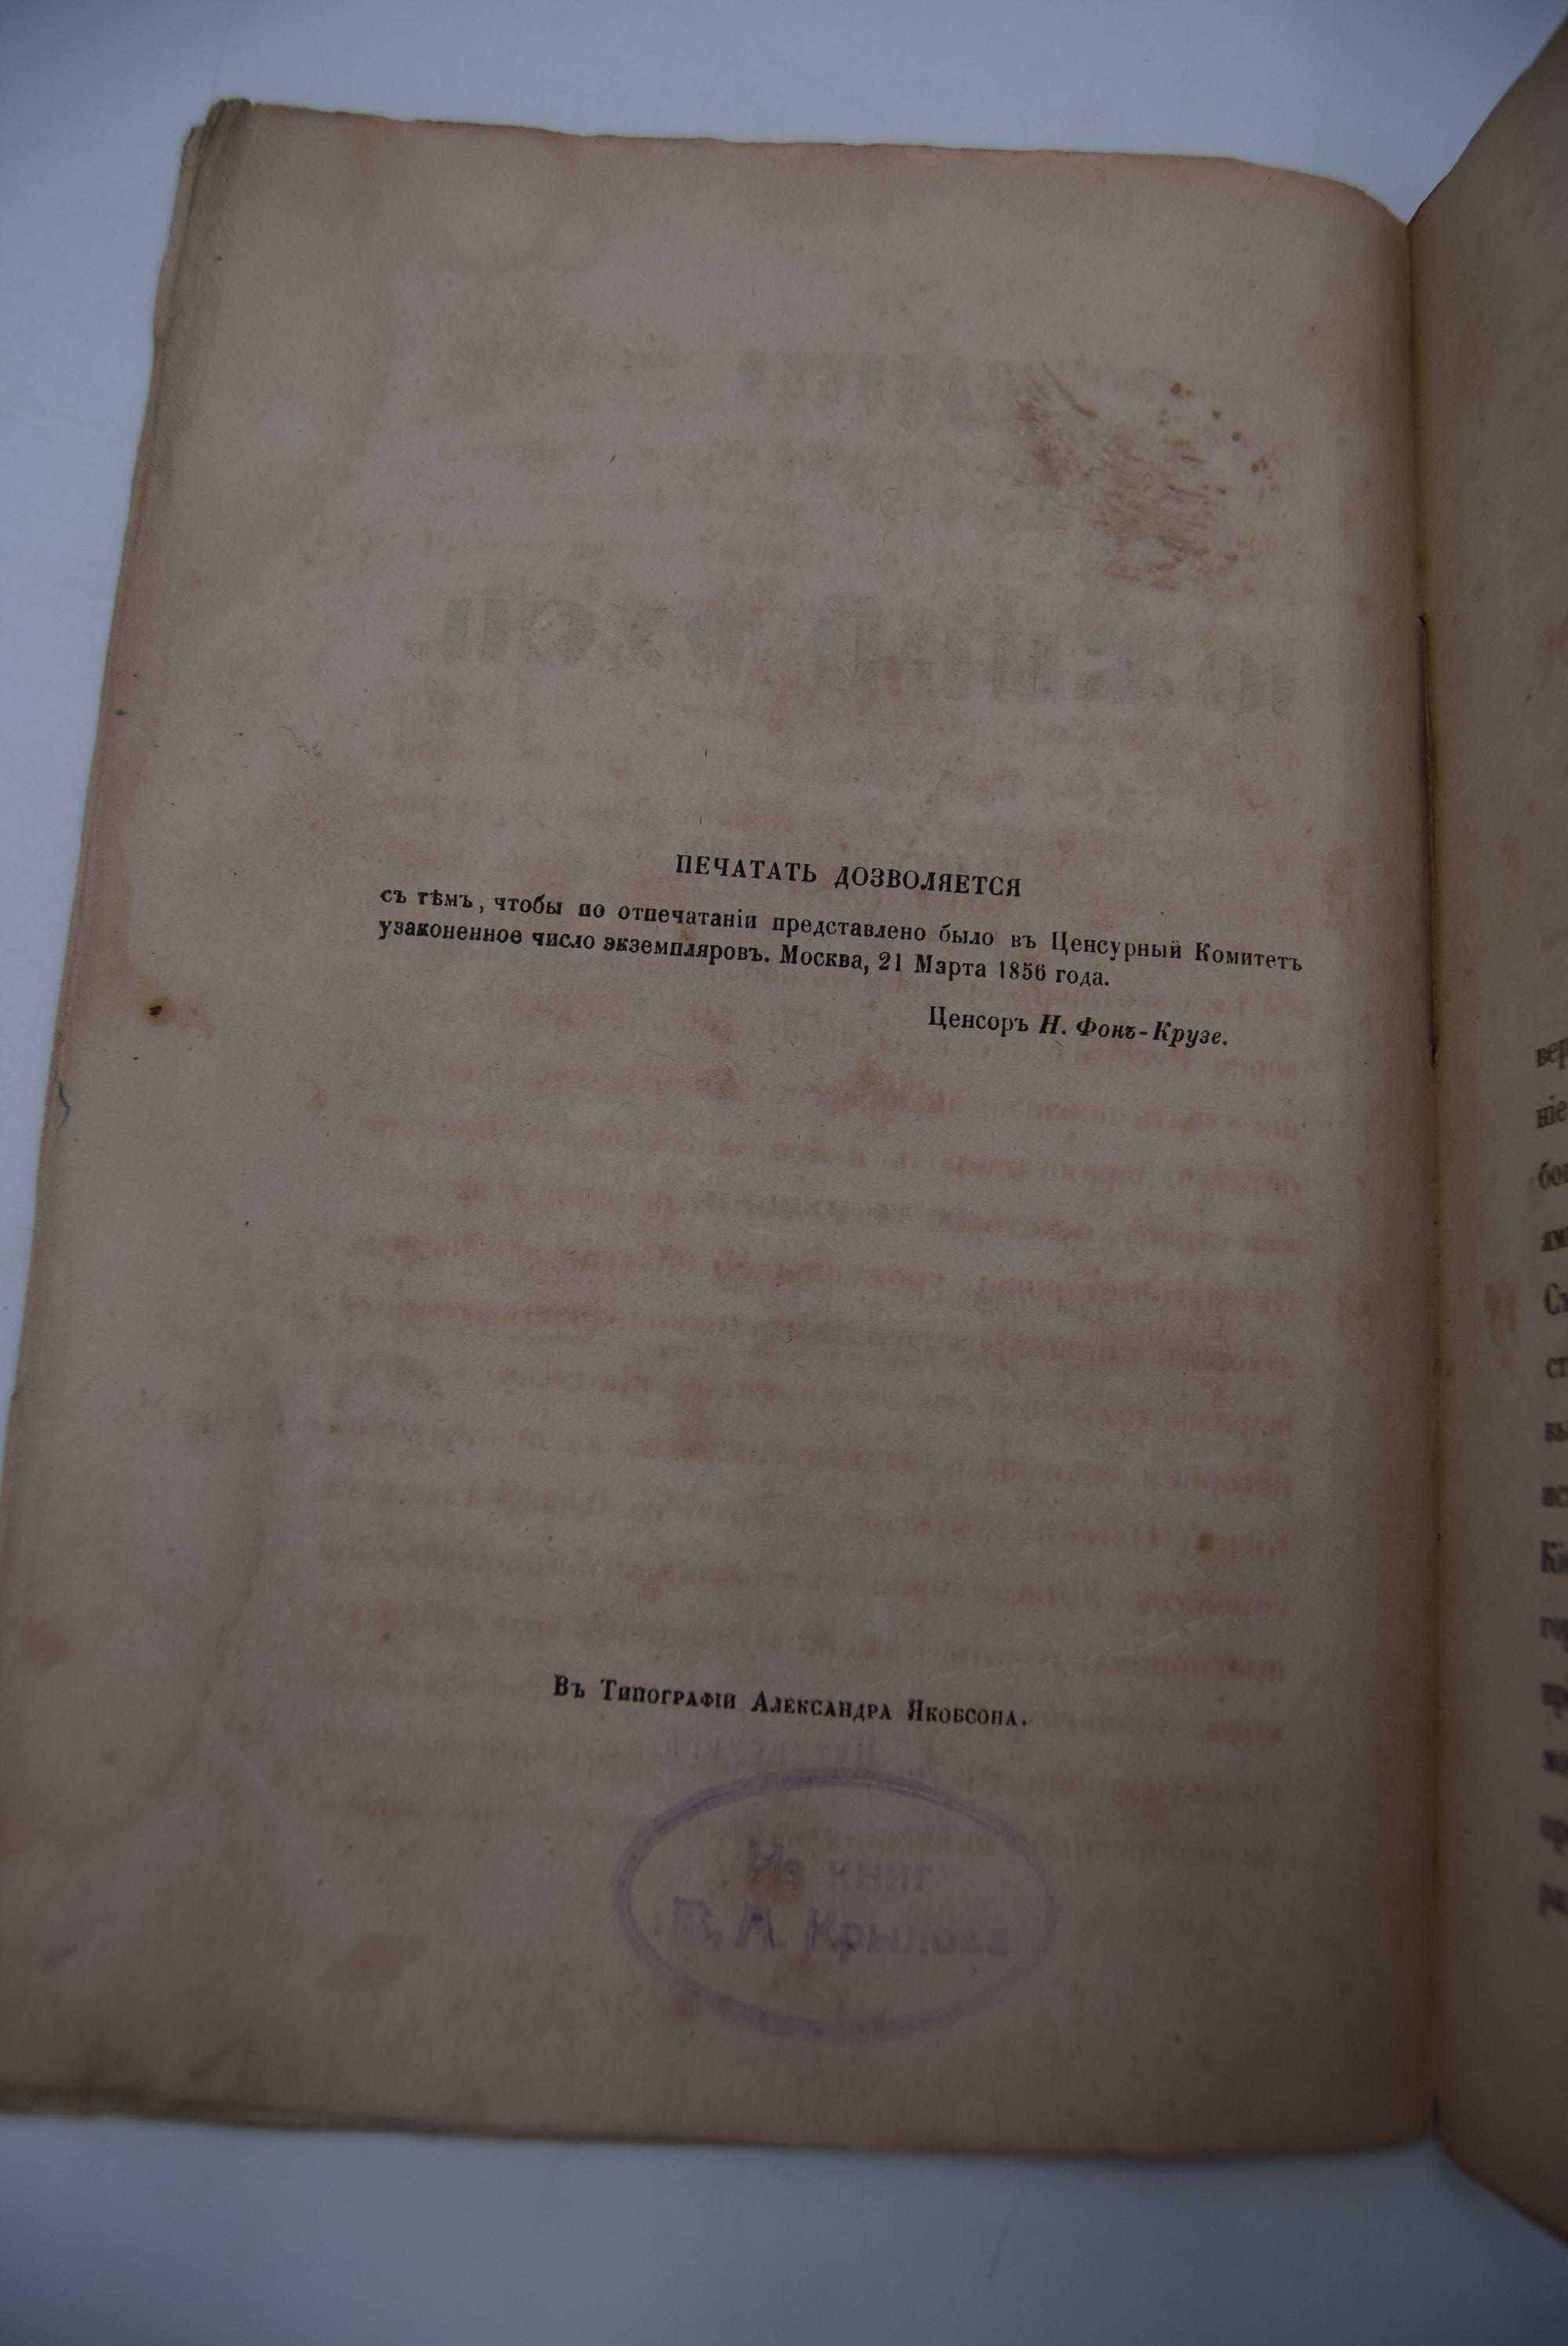 ПЕЧАТАТЬ ДОЗВОЛЯЕТСЯ
съ тѣмъ, чтобы по отпечатаніи представлено было въ Ценсурный Комитетъ
узаконенное число экземпляровъ. Москва, 21 Марта 1856 года.
Ценсоръ Н. Фонъ-Крузе.
Въ Типографіи Александра Якобсона.
Из книг
В. А. Крылова